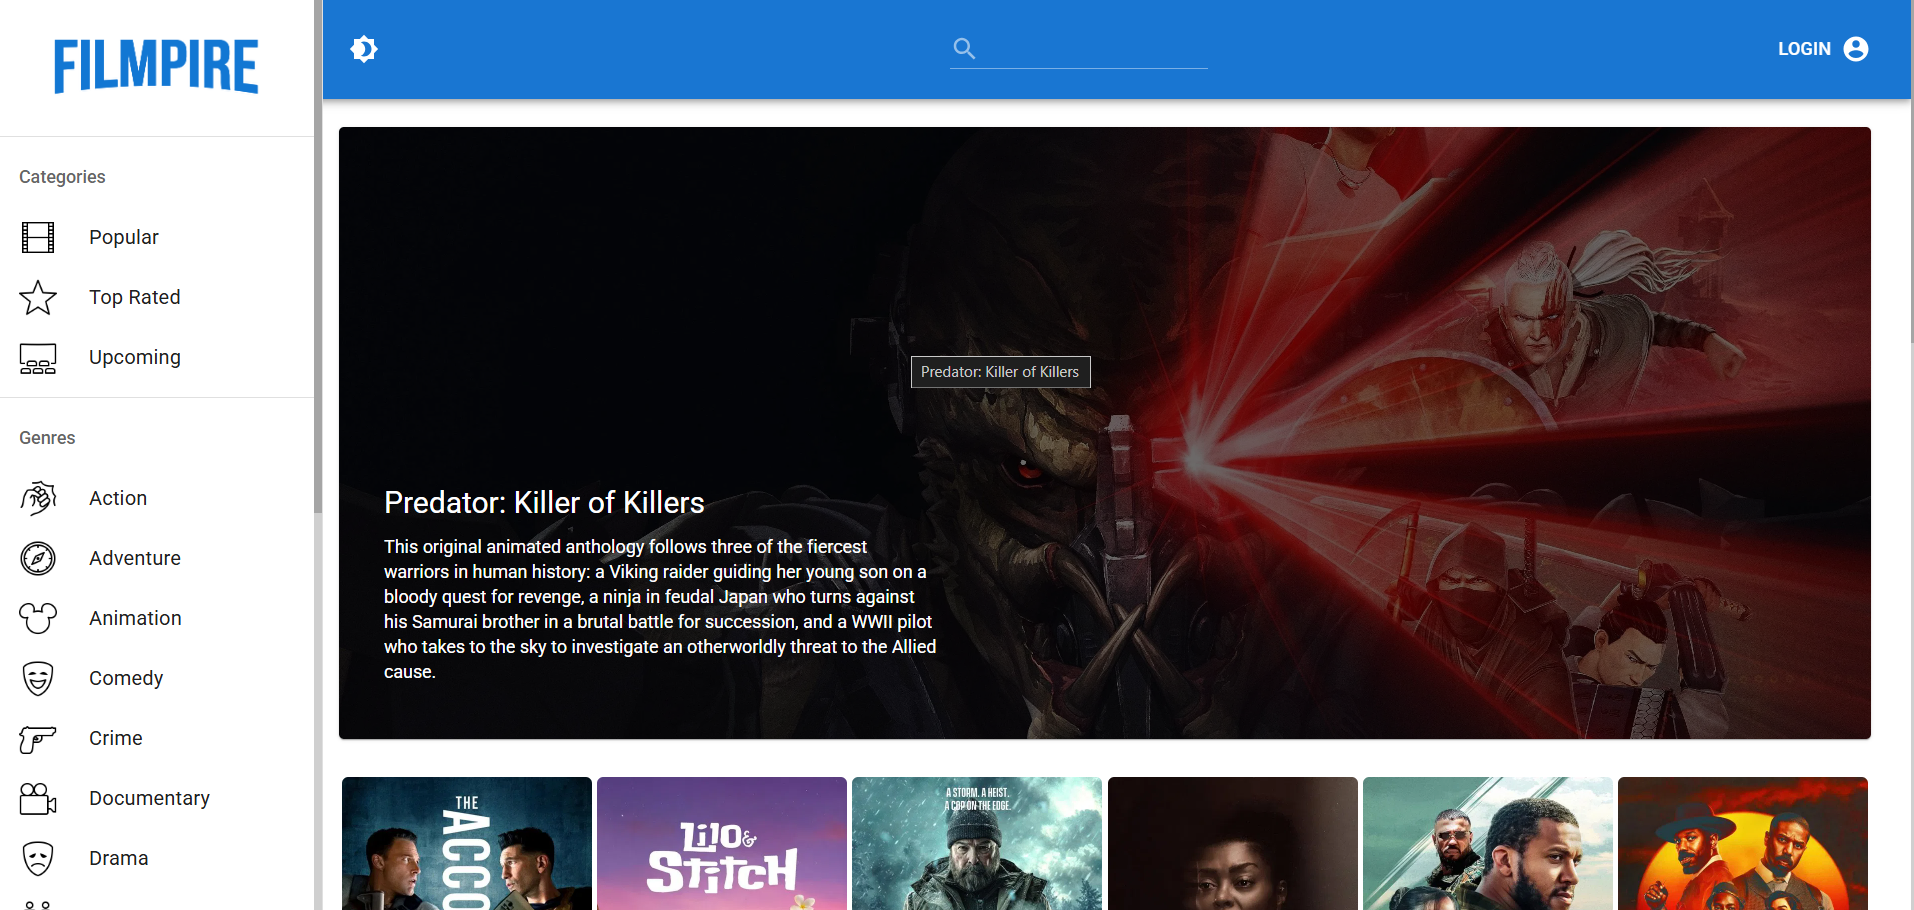 FILMPIRE
LOGIN
Categories
Popular
Top Rated
Upcoming
Genres
Action
Adventure
Animation
Comedy
Crime
Documentary
Drama
Predator: Killer of Killers
Predator: Killer of Killers
This original animated anthology follows three of the fiercest
warriors in human history: a Viking raider guiding her young son on a
bloody quest for revenge, a ninja in feudal Japan who turns against
his Samurai brother in a brutal battle for succession, and a WWII pilot
who takes to the sky to investigate an otherworldly threat to the Allied
cause.
THE
ACCO
Lilo &
Stitch
A STORM. A HEIST.
A COP ON THE EDGE.